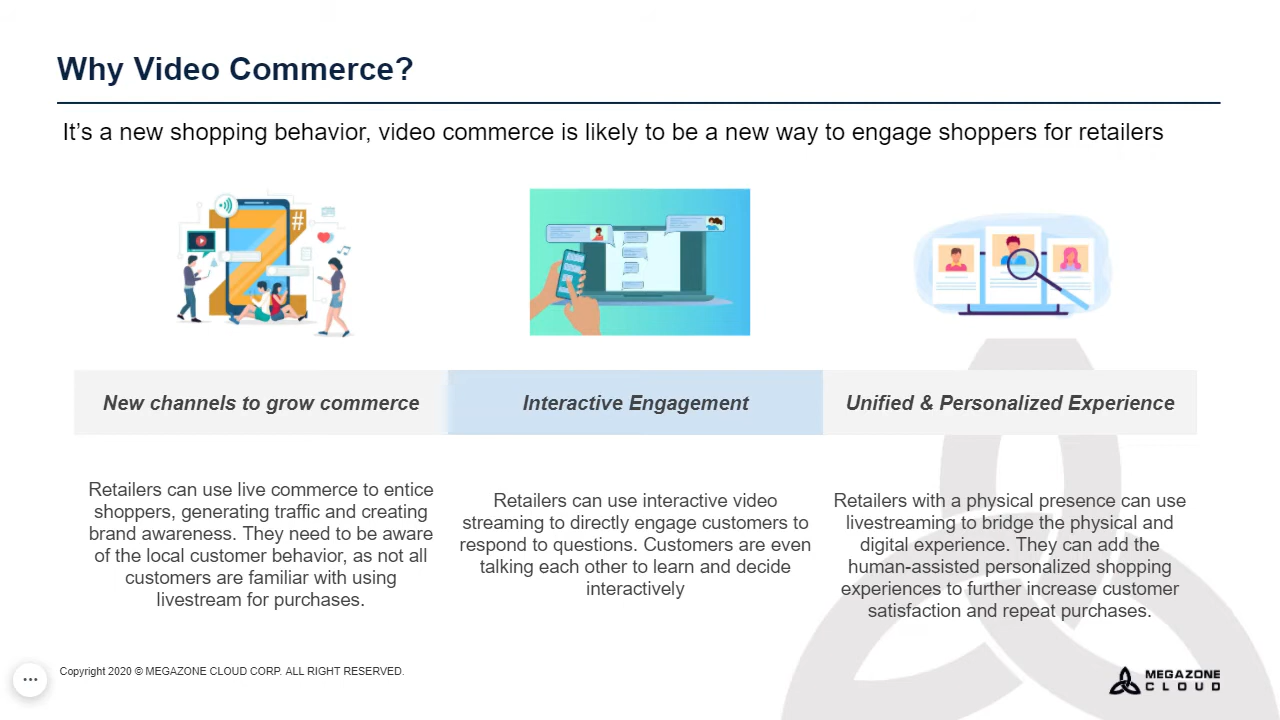 Why Video Commerce?
It’s a new shopping behavior, video commerce is likely to be a new way to engage shoppers for retailers
#
New channels to grow commerce
Interactive Engagement
Unified & Personalized Experience
Retailers can use live commerce to entice
shoppers, generating traffic and creating
brand awareness. They need to be aware
of the local customer behavior, as not all
customers are familiar with using
livestream for purchases.
Retailers can use interactive video
streaming to directly engage customers to
respond to questions. Customers are even
talking each other to learn and decide
interactively
Retailers with a physical presence can use
livestreaming to bridge the physical and
digital experience. They can add the
human-assisted personalized shopping
experiences to further increase customer
satisfaction and repeat purchases.
Copyright 2020 © MEGAZONE CLOUD CORP. ALL RIGHT RESERVED.
MEGAZONE
CLOUD